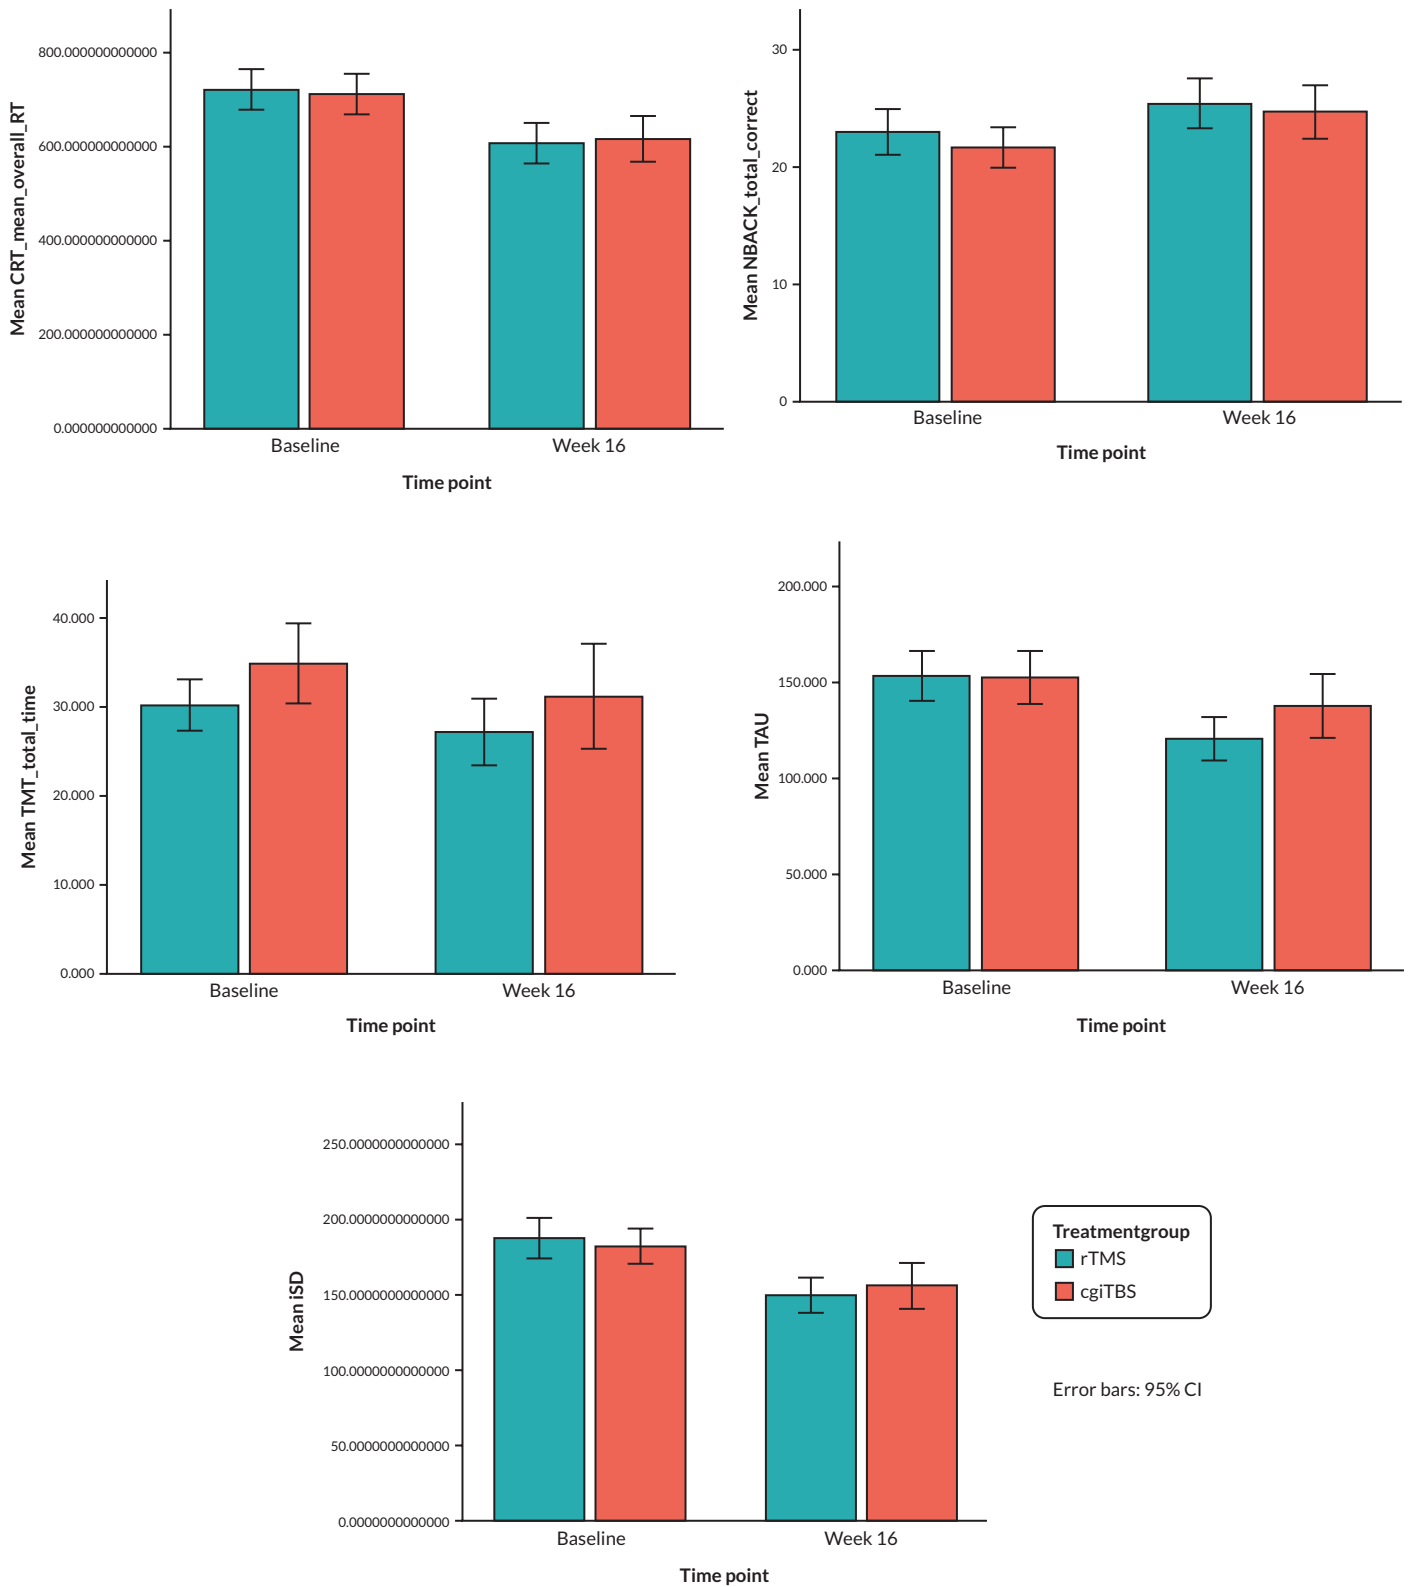 Mean CRT_mean_overall_RT
800.000000000000
600.000000000000
400.000000000000
200.000000000000
0.000000000000
Baseline
Week 16
Time point
Mean NBACK_total_correct
30
20
10
0
Baseline
Week 16
Time point
Mean TMT_total_time
40.000
30.000
20.000
10.000
0.000
Baseline
Week 16
Time point
Mean TAU
200.000
150.000
100.000
50.000
0.000
Baseline
Week 16
Time point
Mean iSD
250.0000000000000
200.0000000000000
150.0000000000000
100.0000000000000
50.0000000000000
0.0000000000000
Baseline
Week 16
Time point
Treatmentgroup
rTMS
cgiTBS
Error bars: 95% CI